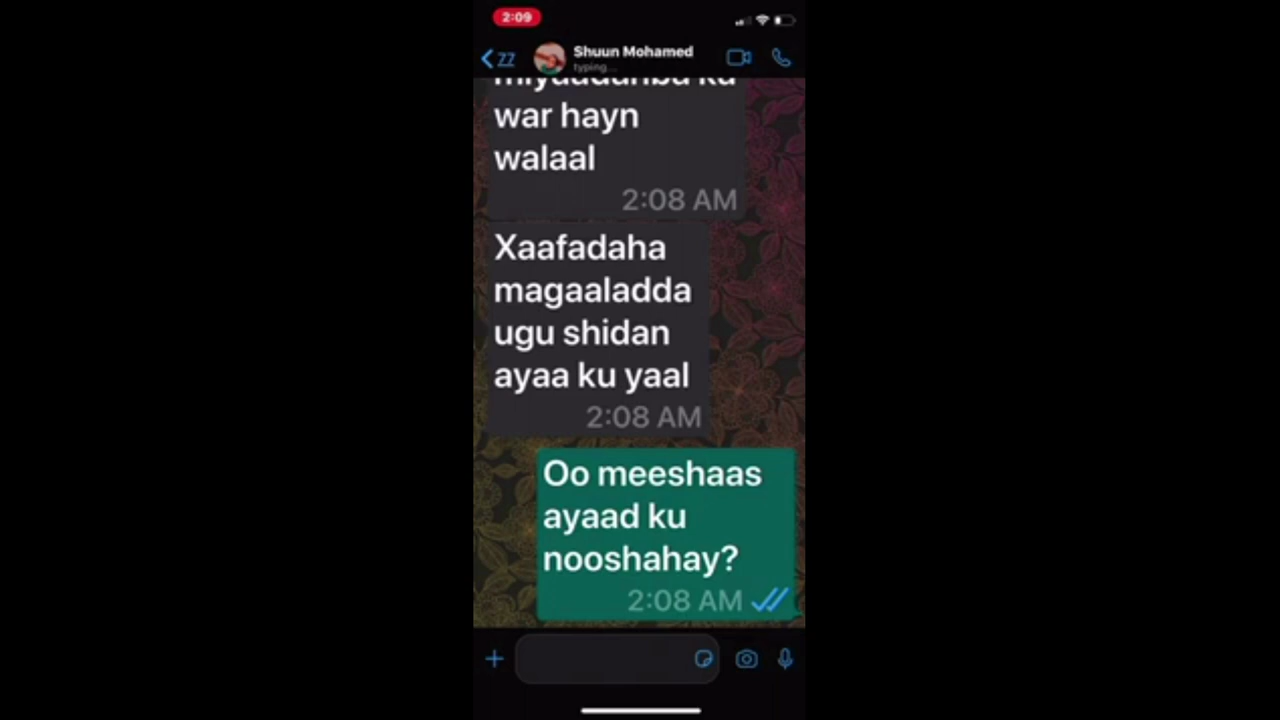 2:09
77
Shuun Mohamed
typing...
war hayn
walaal
2:08 AM
Xaafadaha
magaaladda
ugu shidan
ayaa ku yaal
2:08 AM
Oo meeshaas
ayaad ku
nooshahay?
2:08 AM